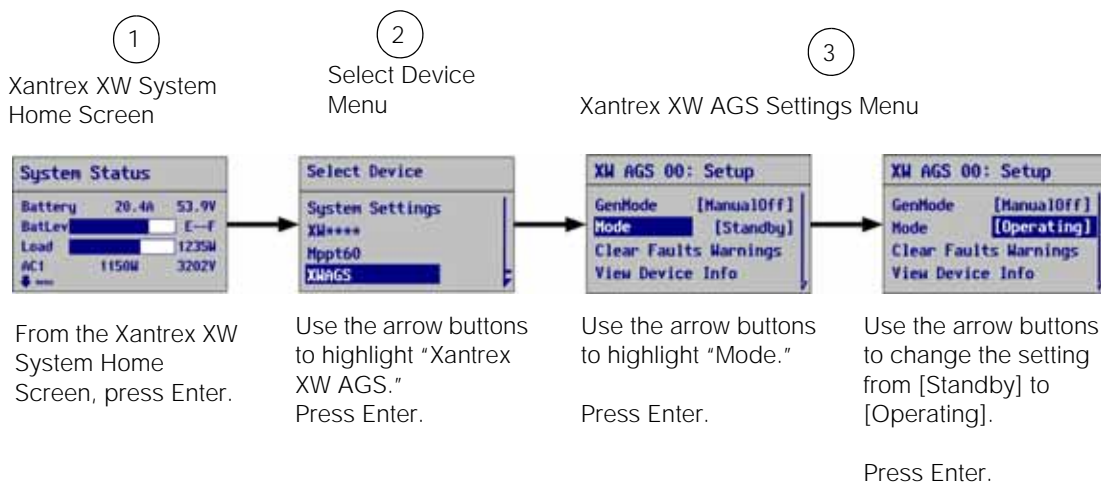 1
Xantrex XW System
Home Screen
2
Select Device
Menu
3
Xantrex XW AGS Settings Menu
System Status
Battery 20.4A 53.9V
BatLev E--F
Load 1235W
AC1 1150W 3202V
Select Device
System Settings
XW****
Mppt60
XWAGS
XW AGS 00: Setup
GenMode [ManualOff]
Mode [Standby]
Clear Faults Warnings
View Device Info
XW AGS 00: Setup
GenMode [ManualOff]
Mode [Operating]
Clear Faults Warnings
View Device Info
From the Xantrex XW
System Home
Screen, press Enter.
Use the arrow buttons
to highlight “Xantrex
XW AGS.”
Press Enter.
Use the arrow buttons
to highlight “Mode.”
Press Enter.
Use the arrow buttons
to change the setting
from [Standby] to
[Operating].
Press Enter.